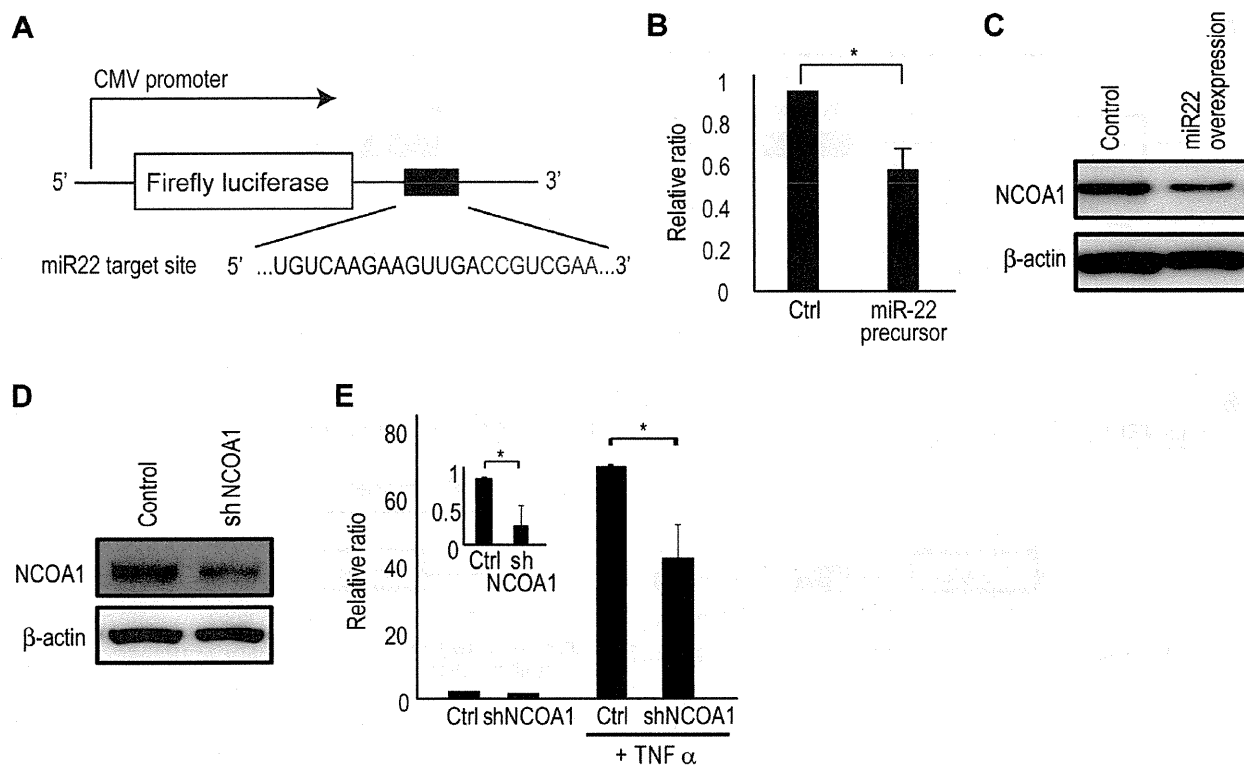 A
CMV promoter
5’
Firefly luciferase
3’
miR22 target site 5’ ...UGUCAAGAAGUUGACCGUCGAA...3’
B
*
Relative ratio
1
0.8
0.6
0.4
0.2
0
Ctrl
miR-22
precursor
C
Control
miR22
overexpression
NCOA1
β-actin
D
Control
sh NCOA1
NCOA1
β-actin
E
Relative ratio
80
60
40
20
0
*
1
0.5
0
Ctrl sh
NCOA1
*
Ctrl shNCOA1
Ctrl shNCOA1
+ TNF α